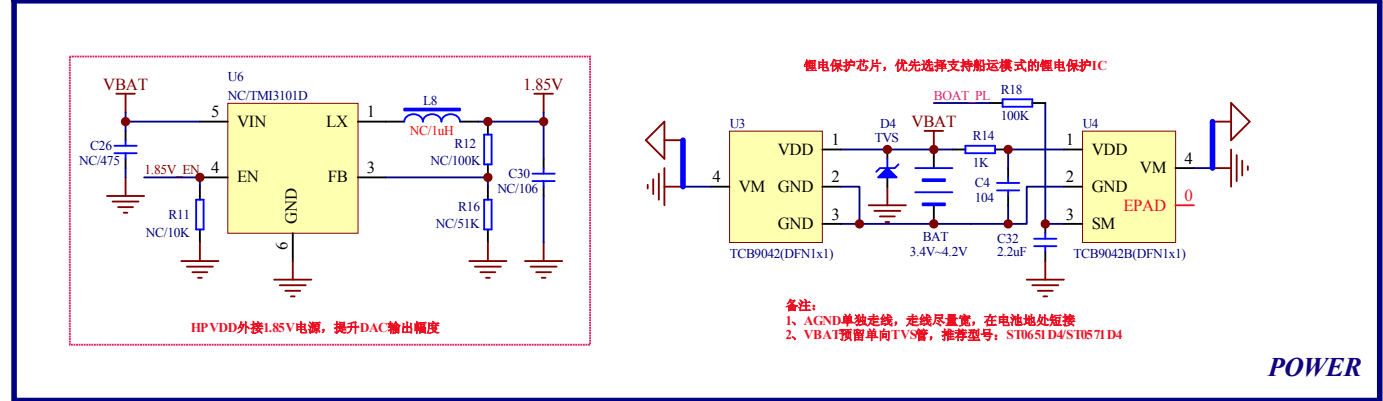 VBAT
U6
NC/TMI3101D
1.85V
5
VIN
LX
1
L8
NC/1uH
C26
NC/475
1.85V_EN
4
EN
FB
3
R12
NC/100K
C30
NC/106
R11
NC/10K
GND
6
R16
NC/51K
HPVDD外接1.85V电源，提升DAC输出幅度
锂电保护芯片，优先选择支持船运模式的锂电保护IC
BOAT_PL
R18
100K
U3
D4
TVS
VBAT
R14
1K
U4
VDD
1
1
VDD
4
VM
GND
2
C4
104
2
GND
VM
4
GND
3
3
SM
EPAD
0
TCB9042(DFN1x1)
BAT
3.4V~4.2V
C32
2.2uF
TCB9042B(DFN1x1)
备注：
1、AGND单独走线，走线尽量宽，在电池地处短接
2、VBAT预留单向TVS管，推荐型号：ST0651D4/ST0571D4
POWER